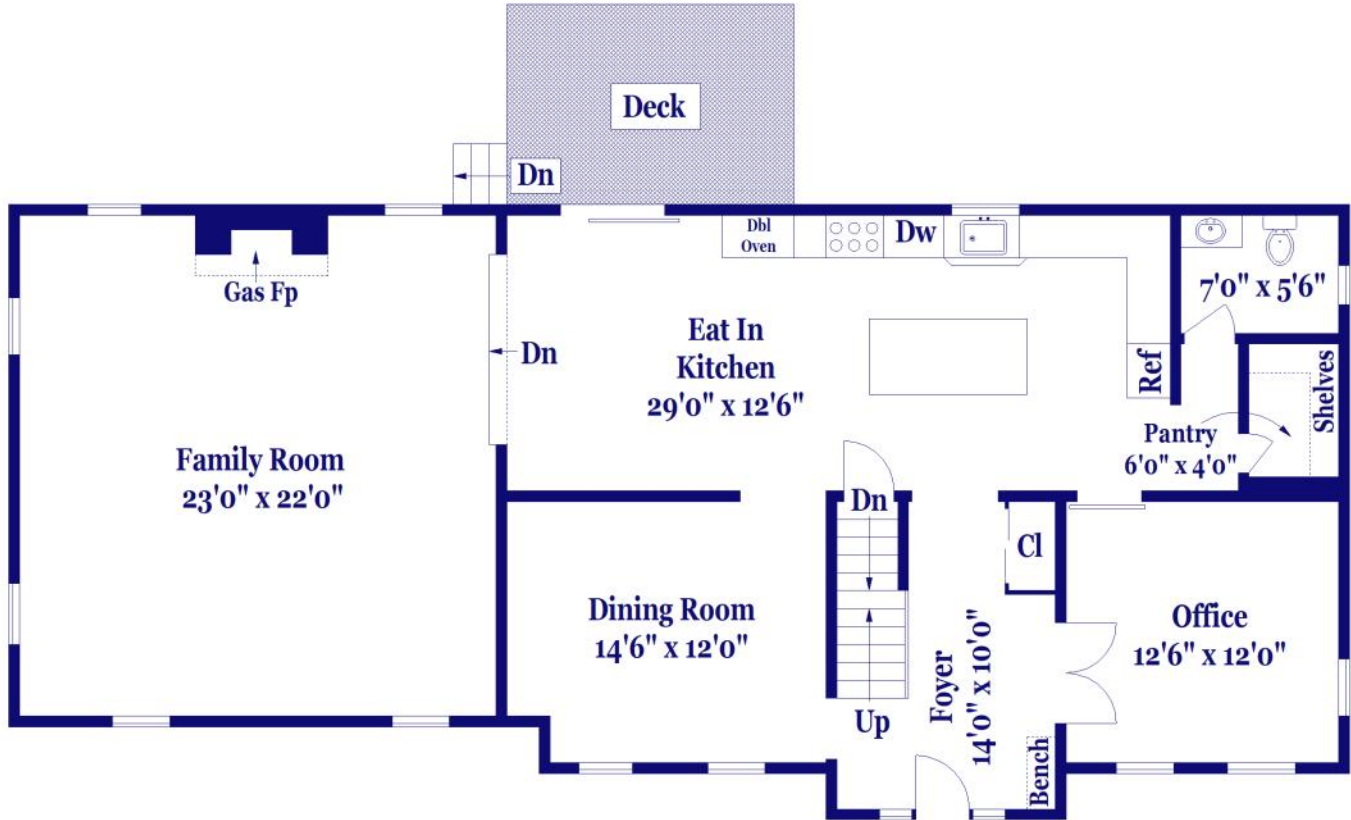 Deck
Dn
Dbl
Oven
Dw
Gas Fp
7'0" x 5'6"
Dn
Eat In
Kitchen
29'0" x 12'6"
Ref
Shelves
Pantry
6'0" x 4'0"
Family Room
23'0" x 22'0"
Dn
Cl
Dining Room
14'6" x 12'0"
Up
Foyer
14'0" x 10'0"
Office
12'6" x 12'0"
Bench